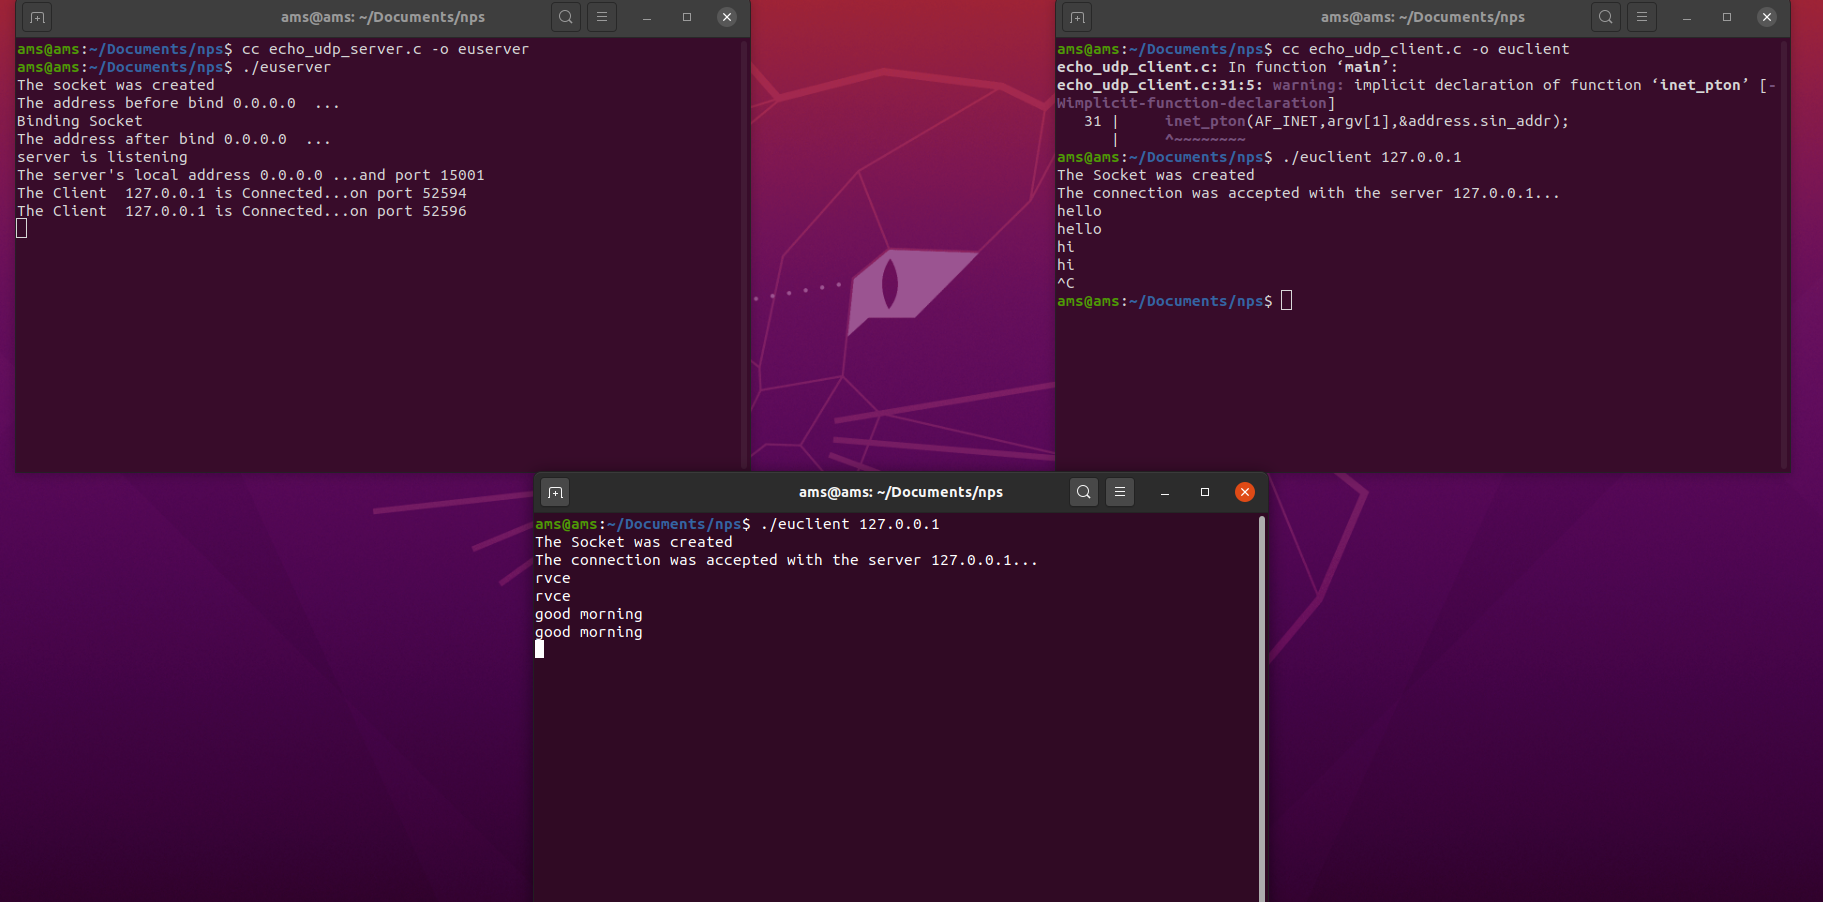 ams@ams: ~/Documents/nps
ams@ams:~/Documents/nps$ cc echo_udp_server.c -o euserver
ams@ams:~/Documents/nps$ ./euserver
The socket was created
The address before bind 0.0.0.0  ...
Binding Socket
The address after bind 0.0.0.0  ...
server is listening
The server's local address 0.0.0.0 ...and port 15001
The Client  127.0.0.1 is Connected...on port 52594
The Client  127.0.0.1 is Connected...on port 52596
ams@ams: ~/Documents/nps
ams@ams:~/Documents/nps$ cc echo_udp_client.c -o euclient
echo_udp_client.c: In function ‘main’:
echo_udp_client.c:31:5: warning: implicit declaration of function ‘inet_pton’ [-
Wimplicit-function-declaration]
   31 |     inet_pton(AF_INET,argv[1],&address.sin_addr);
      |     ^~~~~~~~~
ams@ams:~/Documents/nps$ ./euclient 127.0.0.1
The Socket was created
The connection was accepted with the server 127.0.0.1...
hello
hello
hi
hi
^C
ams@ams:~/Documents/nps$
ams@ams: ~/Documents/nps
ams@ams:~/Documents/nps$ ./euclient 127.0.0.1
The Socket was created
The connection was accepted with the server 127.0.0.1...
rvce
rvce
good morning
good morning